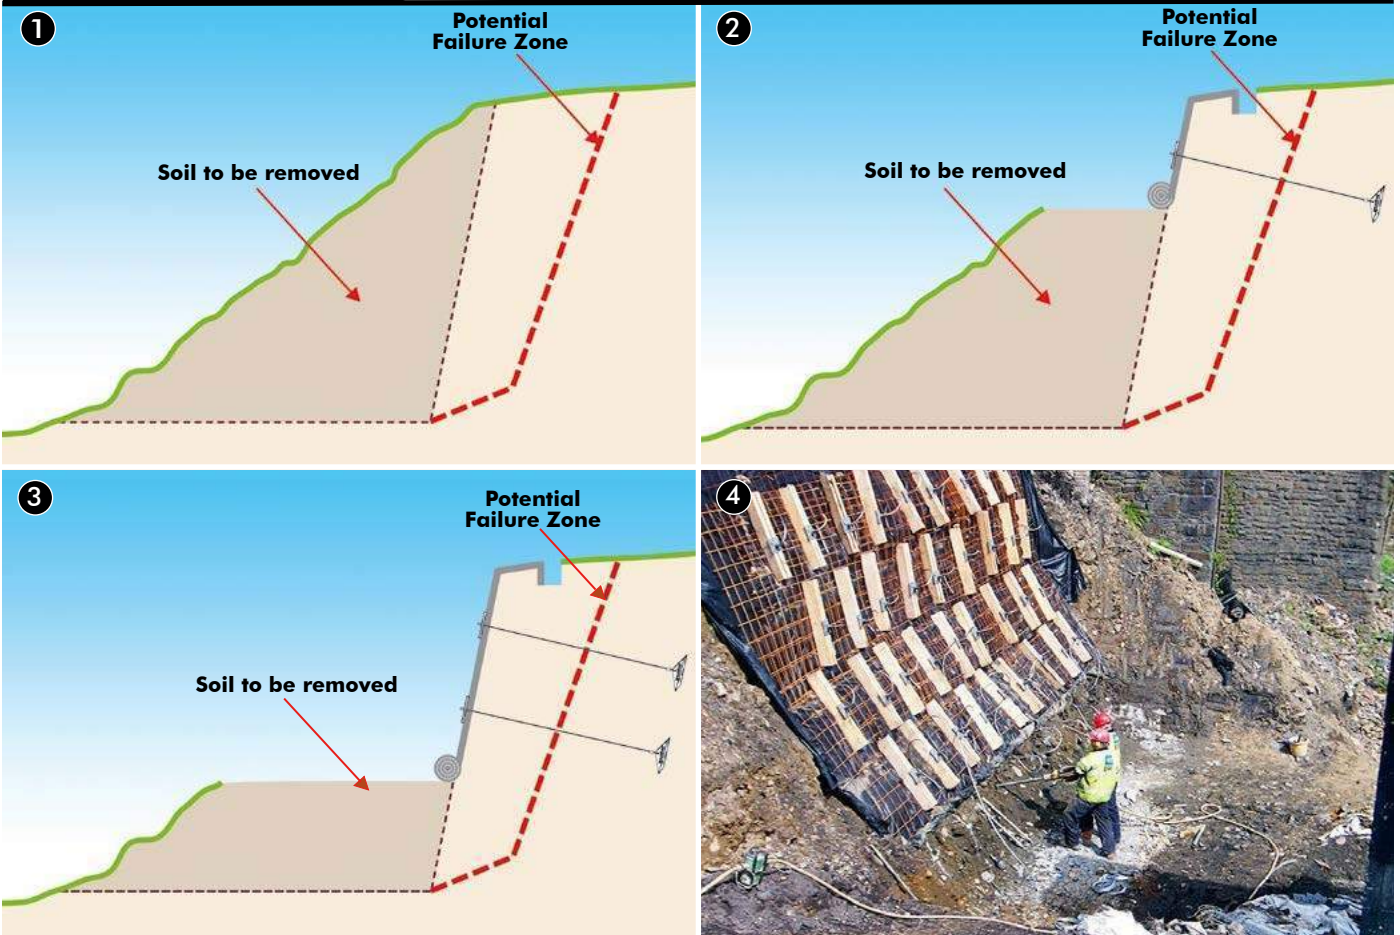 1
Potential
Failure Zone
Soil to be removed
2
Potential
Failure Zone
Soil to be removed
3
Potential
Failure Zone
Soil to be removed
4